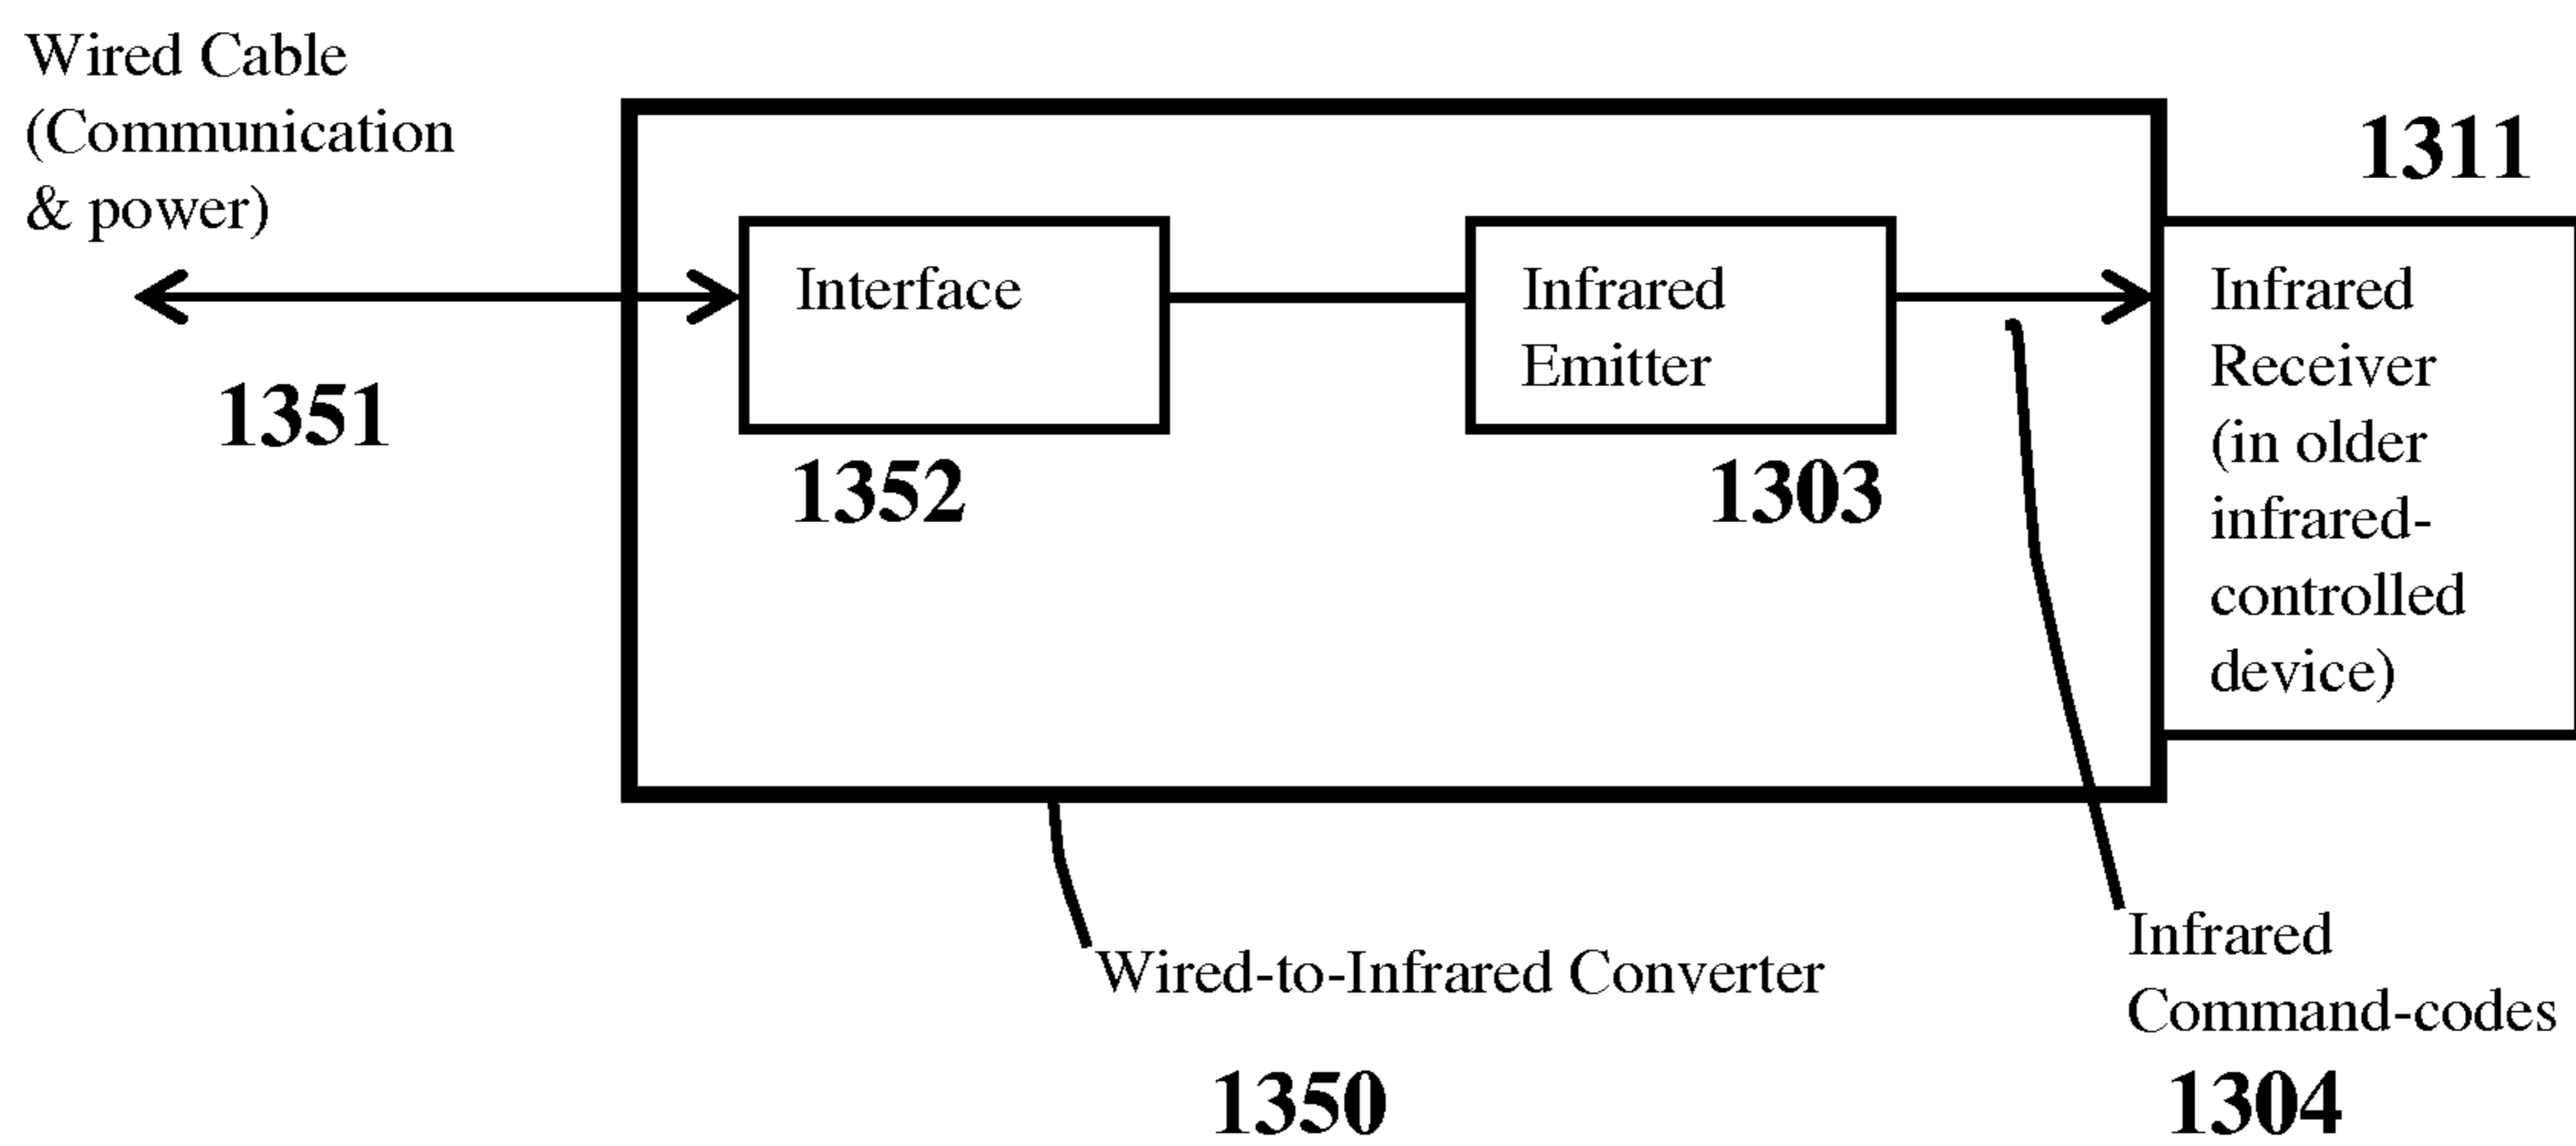 Wired Cable
(Communication
& power)
1351
Interface
1352
Infrared
Emitter
1303
1311
Infrared
Receiver
(in older
infrared-
controlled
device)
Wired-to-Infrared Converter
1350
Infrared
Command-codes
1304